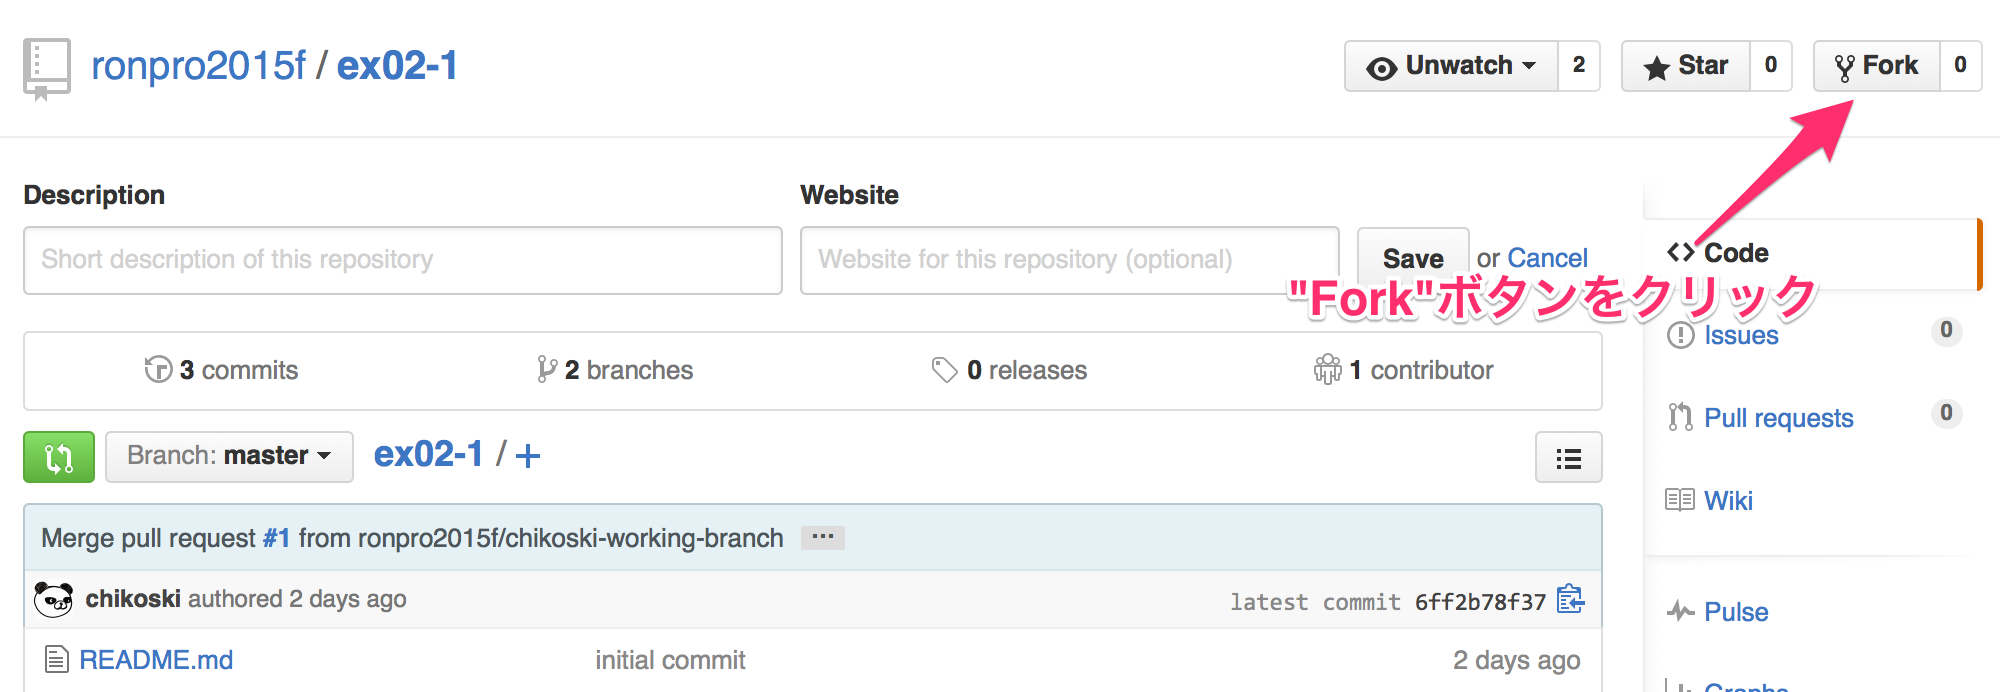 ronpro2015f / ex02-1
Unwatch 2 Star 0 Fork 0
Description
Website
Short description of this repository
Website for this repository (optional)
Save or Cancel
Code
"Fork"ボタンをクリック
Issues 0
3 commits 2 branches 0 releases 1 contributor
Pull requests 0
Branch: master ex02-1 / +
Wiki
Merge pull request #1 from ronpro2015f/chikoski-working-branch ...
chikoski authored 2 days ago latest commit 6ff2b78f37
Pulse
README.md initial commit 2 days ago
Graphs